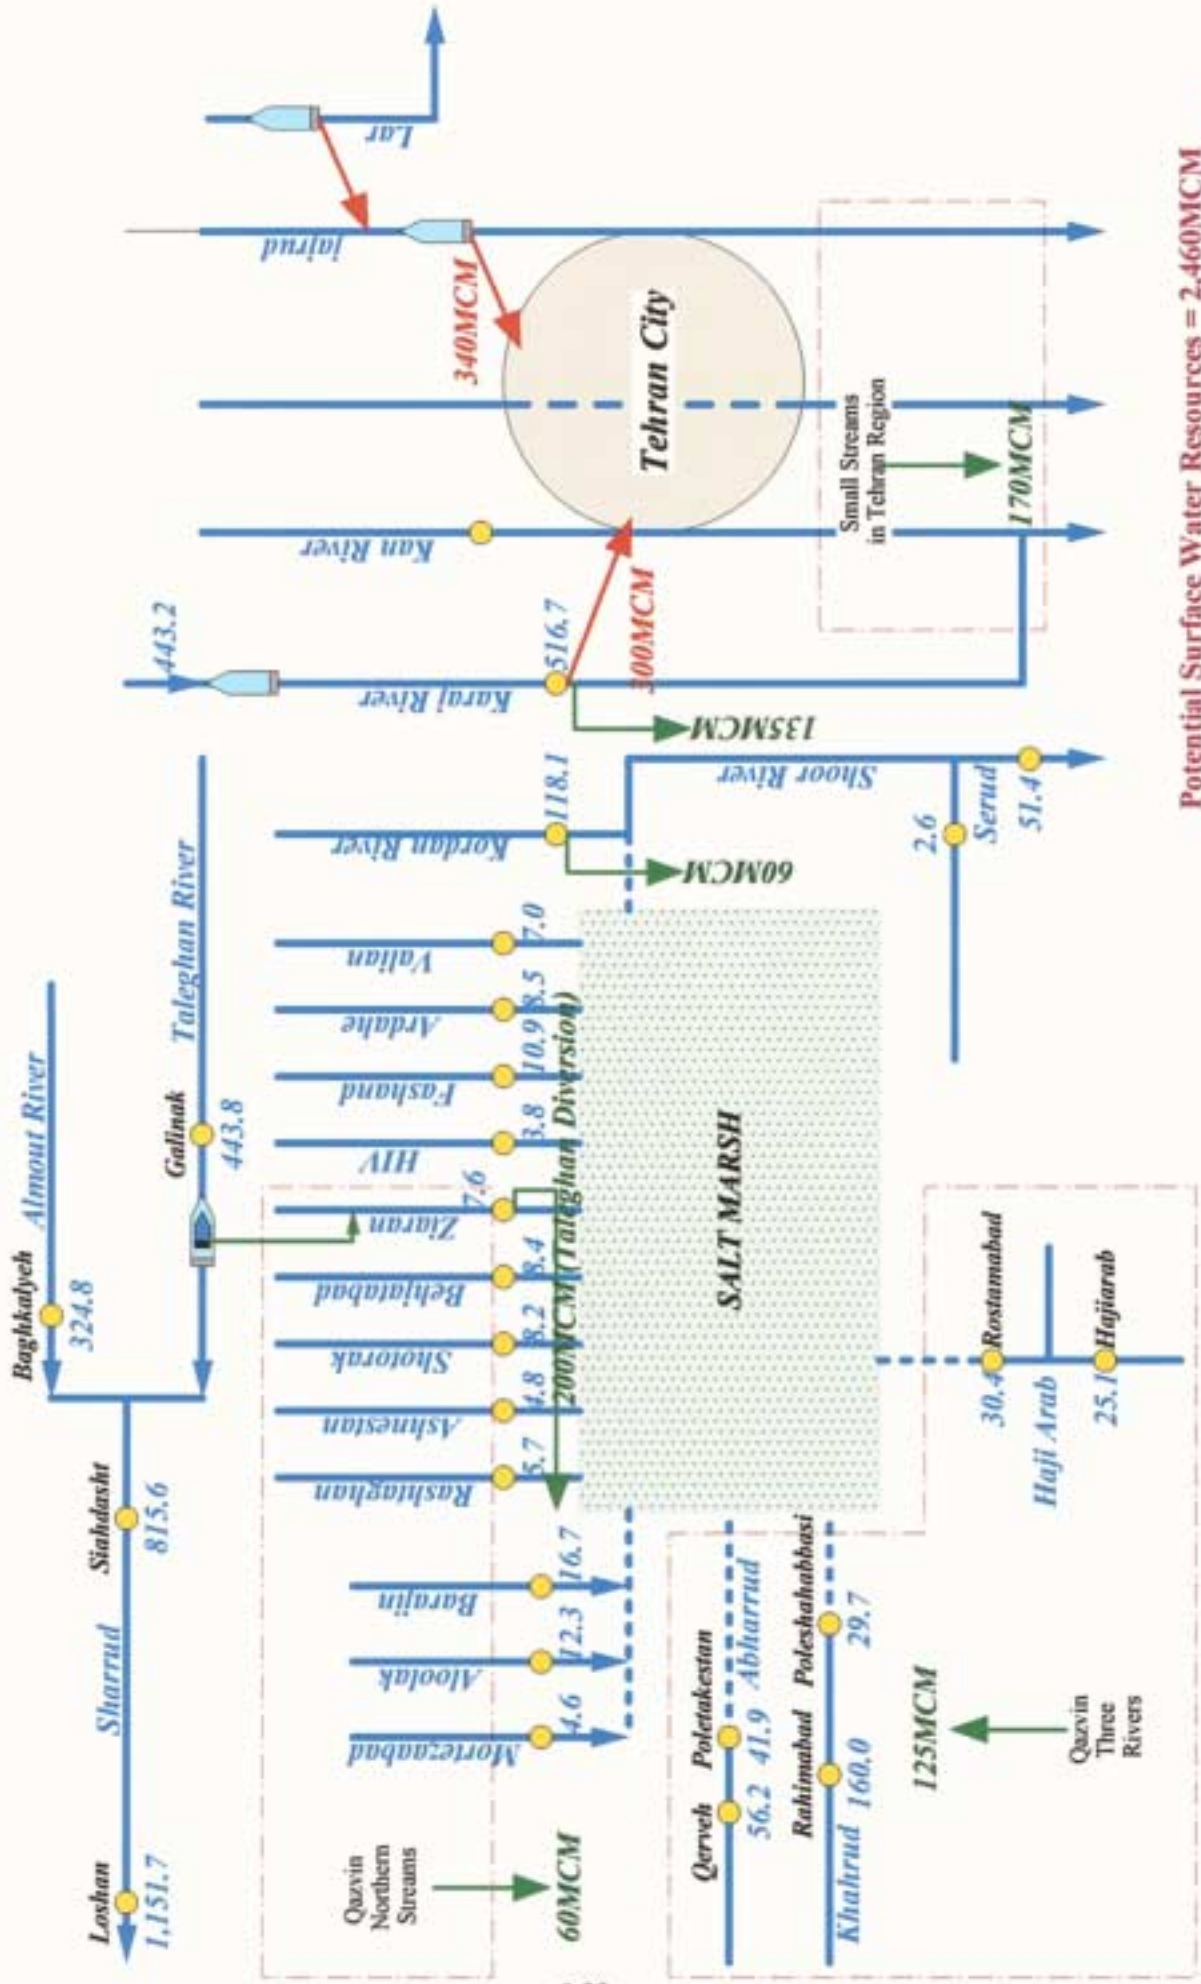 Lar
jajrud
340MCM
Tehran City
Small Streams
in Tehran Region
170MCM
Kan River
443.2
Karaj River
516.7
300MCM
135MCM
Shoor River
Kordan River
118.1
60MCM
2.6
Serud
51.4
Almout River
Baghkalyeh
324.8
Taleghan River
Galinak
443.8
Valian
7.0
Ardahe
8.5
Fashand
10.9
HIV
3.8
Ziaran
7.6
Behjatabad
8.4
Shotorak
8.2
Ashnestan
4.8
Rashtaghan
5.7
200MCM (Taleghan Diversion)
SALT MARSH
Siahdasht
815.6
Sharrud
Loshan
1,151.7
Barajin
16.7
Aloolak
12.3
Mortezaabad
4.6
Qazvin
Northern
Streams
60MCM
Qerveh
56.2
Poletakestan
41.9
Abharrud
Rahimabad
160.0
Poleshahabbasi
29.7
Khahrud
125MCM
Qazvin
Three
Rivers
Rostamabad
30.4
Haji Arab
Hajiarab
25.1
Potential Surface Water Resources = 2,460MCM